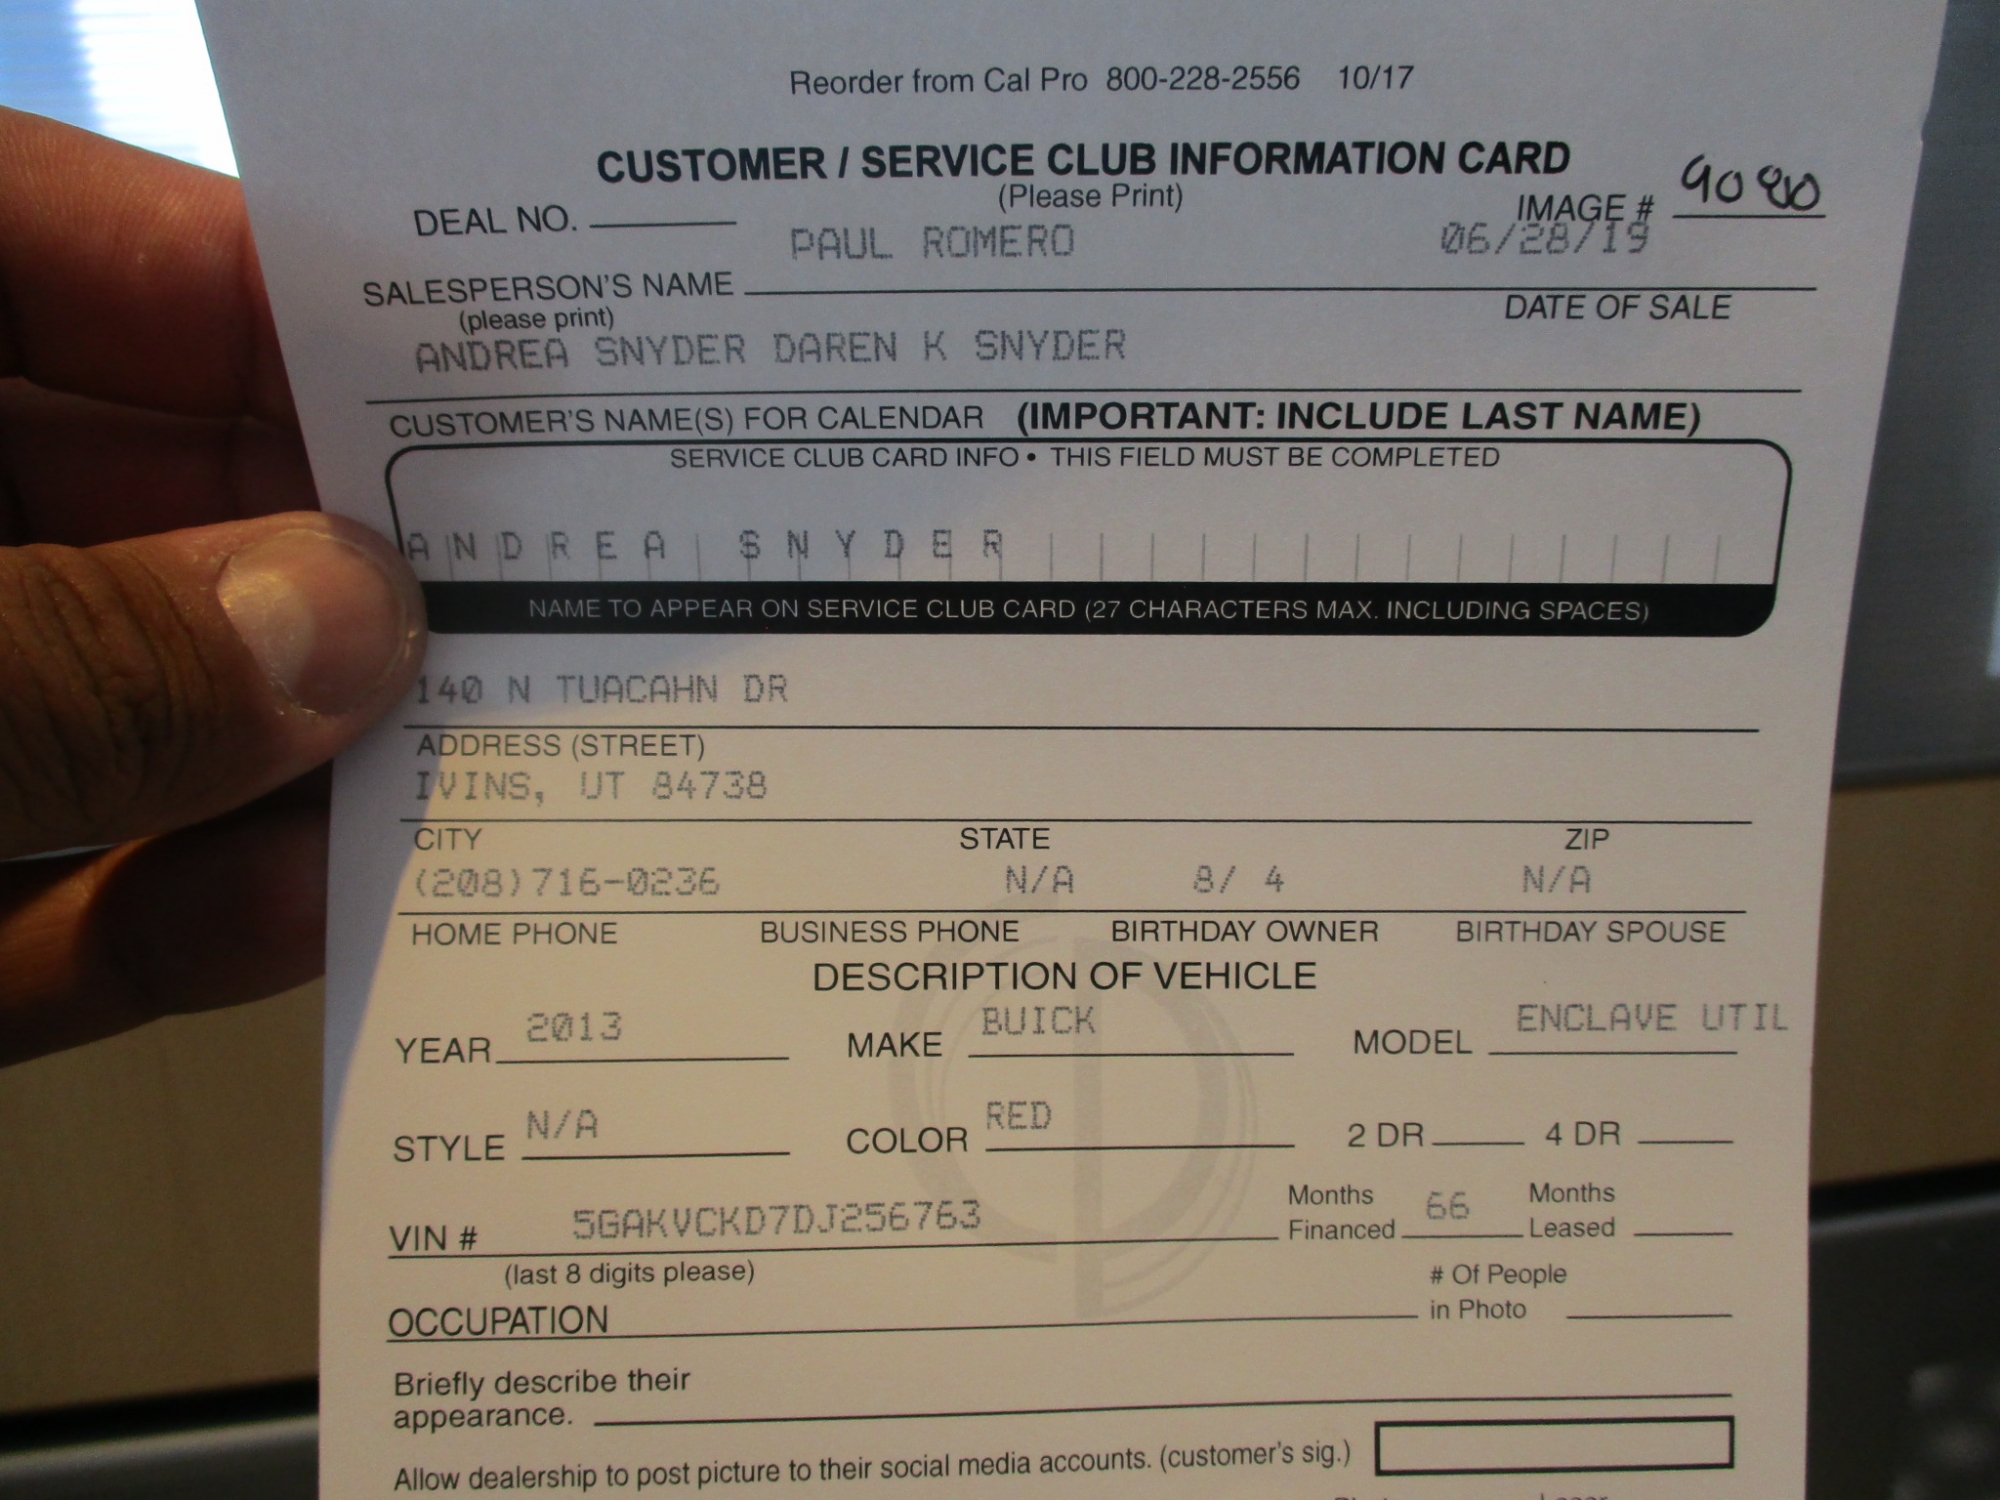 Reorder from Cal Pro 800-228-2556 10/17
CUSTOMER / SERVICE CLUB INFORMATION CARD
(Please Print)
DEAL NO. IMAGE # 9080
PAUL ROMERO 06/28/19
SALESPERSON'S NAME
(please print) DATE OF SALE
ANDREA SNYDER DAREN K SNYDER
CUSTOMER'S NAME(S) FOR CALENDAR (IMPORTANT: INCLUDE LAST NAME)
SERVICE CLUB CARD INFO • THIS FIELD MUST BE COMPLETED
ANDREA SNYDER
NAME TO APPEAR ON SERVICE CLUB CARD (27 CHARACTERS MAX. INCLUDING SPACES)
140 N TUACAHN DR
ADDRESS (STREET)
IVINS, UT 84738
CITY STATE ZIP
(208)716-0236 N/A 8/ 4 N/A
HOME PHONE BUSINESS PHONE BIRTHDAY OWNER BIRTHDAY SPOUSE
DESCRIPTION OF VEHICLE
YEAR 2013 MAKE BUICK MODEL ENCLAVE UTIL
STYLE N/A COLOR RED 2 DR 4 DR
VIN # 5GAKVCKD7DJ256763 Months Financed 66 Months Leased
(last 8 digits please)
OCCUPATION # Of People in Photo
Briefly describe their
appearance.
Allow dealership to post picture to their social media accounts. (customer's sig.)